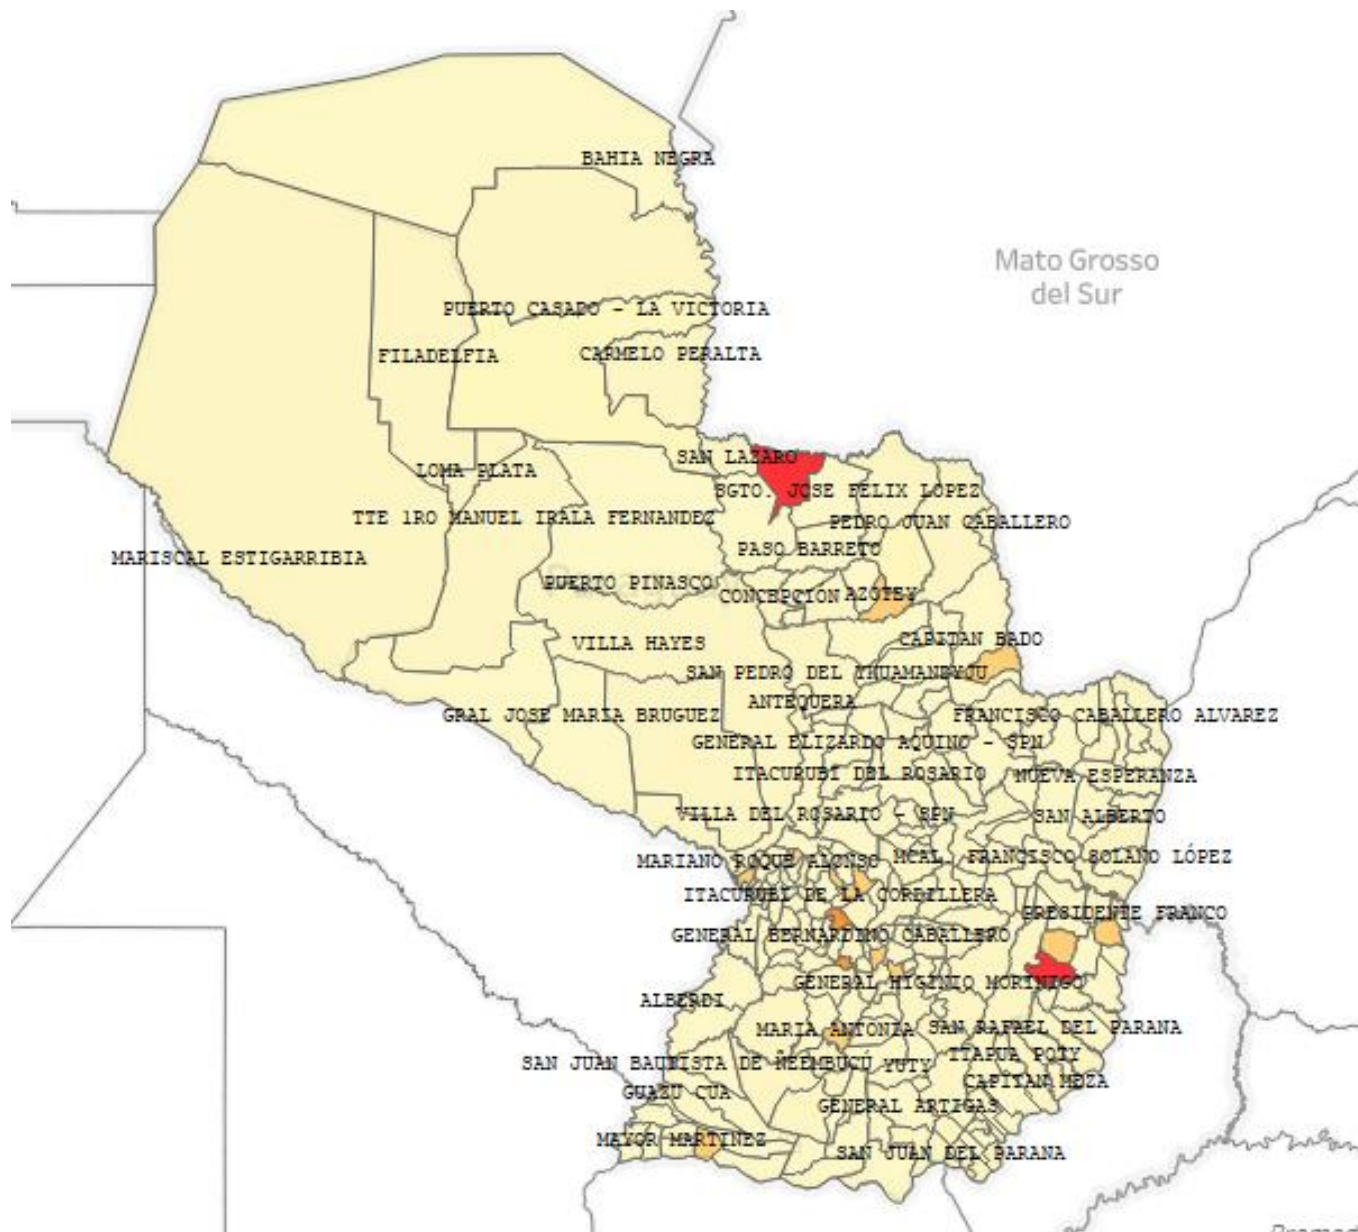 BAHIA NEGRA
Mato Grosso
del Sur
PUERTO CASADO - LA VICTORIA
FILADELFIA
CARMELO PERALTA
SAN LAZARO
LOMA PLATA
SGTO. JOSE FELIX LOPEZ
TTE 1RO MANUEL IRALA FERNANDEZ
PEDRO JUAN CABALLERO
MARISCAL ESTIGARRIBIA
PASO BARRETO
PUERTO PINASCO
CONCEPCION
AZOTEY
VILLA HAYES
CAPITAN BADO
SAN PEDRO DEL YKUAMANDYJU
ANTEQUERA
GRAL JOSE MARIA BRUGUEZ
FRANCISCO CABALLERO ALVAREZ
GENERAL ELIZARDO AQUINO - SPN
ITACURUBI DEL ROSARIO
NUEVA ESPERANZA
VILLA DEL ROSARIO - SPN
SAN ALBERTO
MARIANO ROQUE ALONSO
MCAL. FRANCISCO SOLANO LÓPEZ
ITACURUBI DE LA CORDILLERA
PRESIDENTE FRANCO
GENERAL BERNARDINO CABALLERO
GENERAL HIGINIO MORINIGO
ALBERDI
MARIA ANTONIA
SAN RAFAEL DEL PARANA
SAN JUAN BAUTISTA DE ÑEEMBUCÚ
YUTY
ITAPUA POTY
CAPITAN MEZA
GUAZU CUA
GENERAL ARTIGAS
MAYOR MARTINEZ
SAN JUAN DEL PARANA